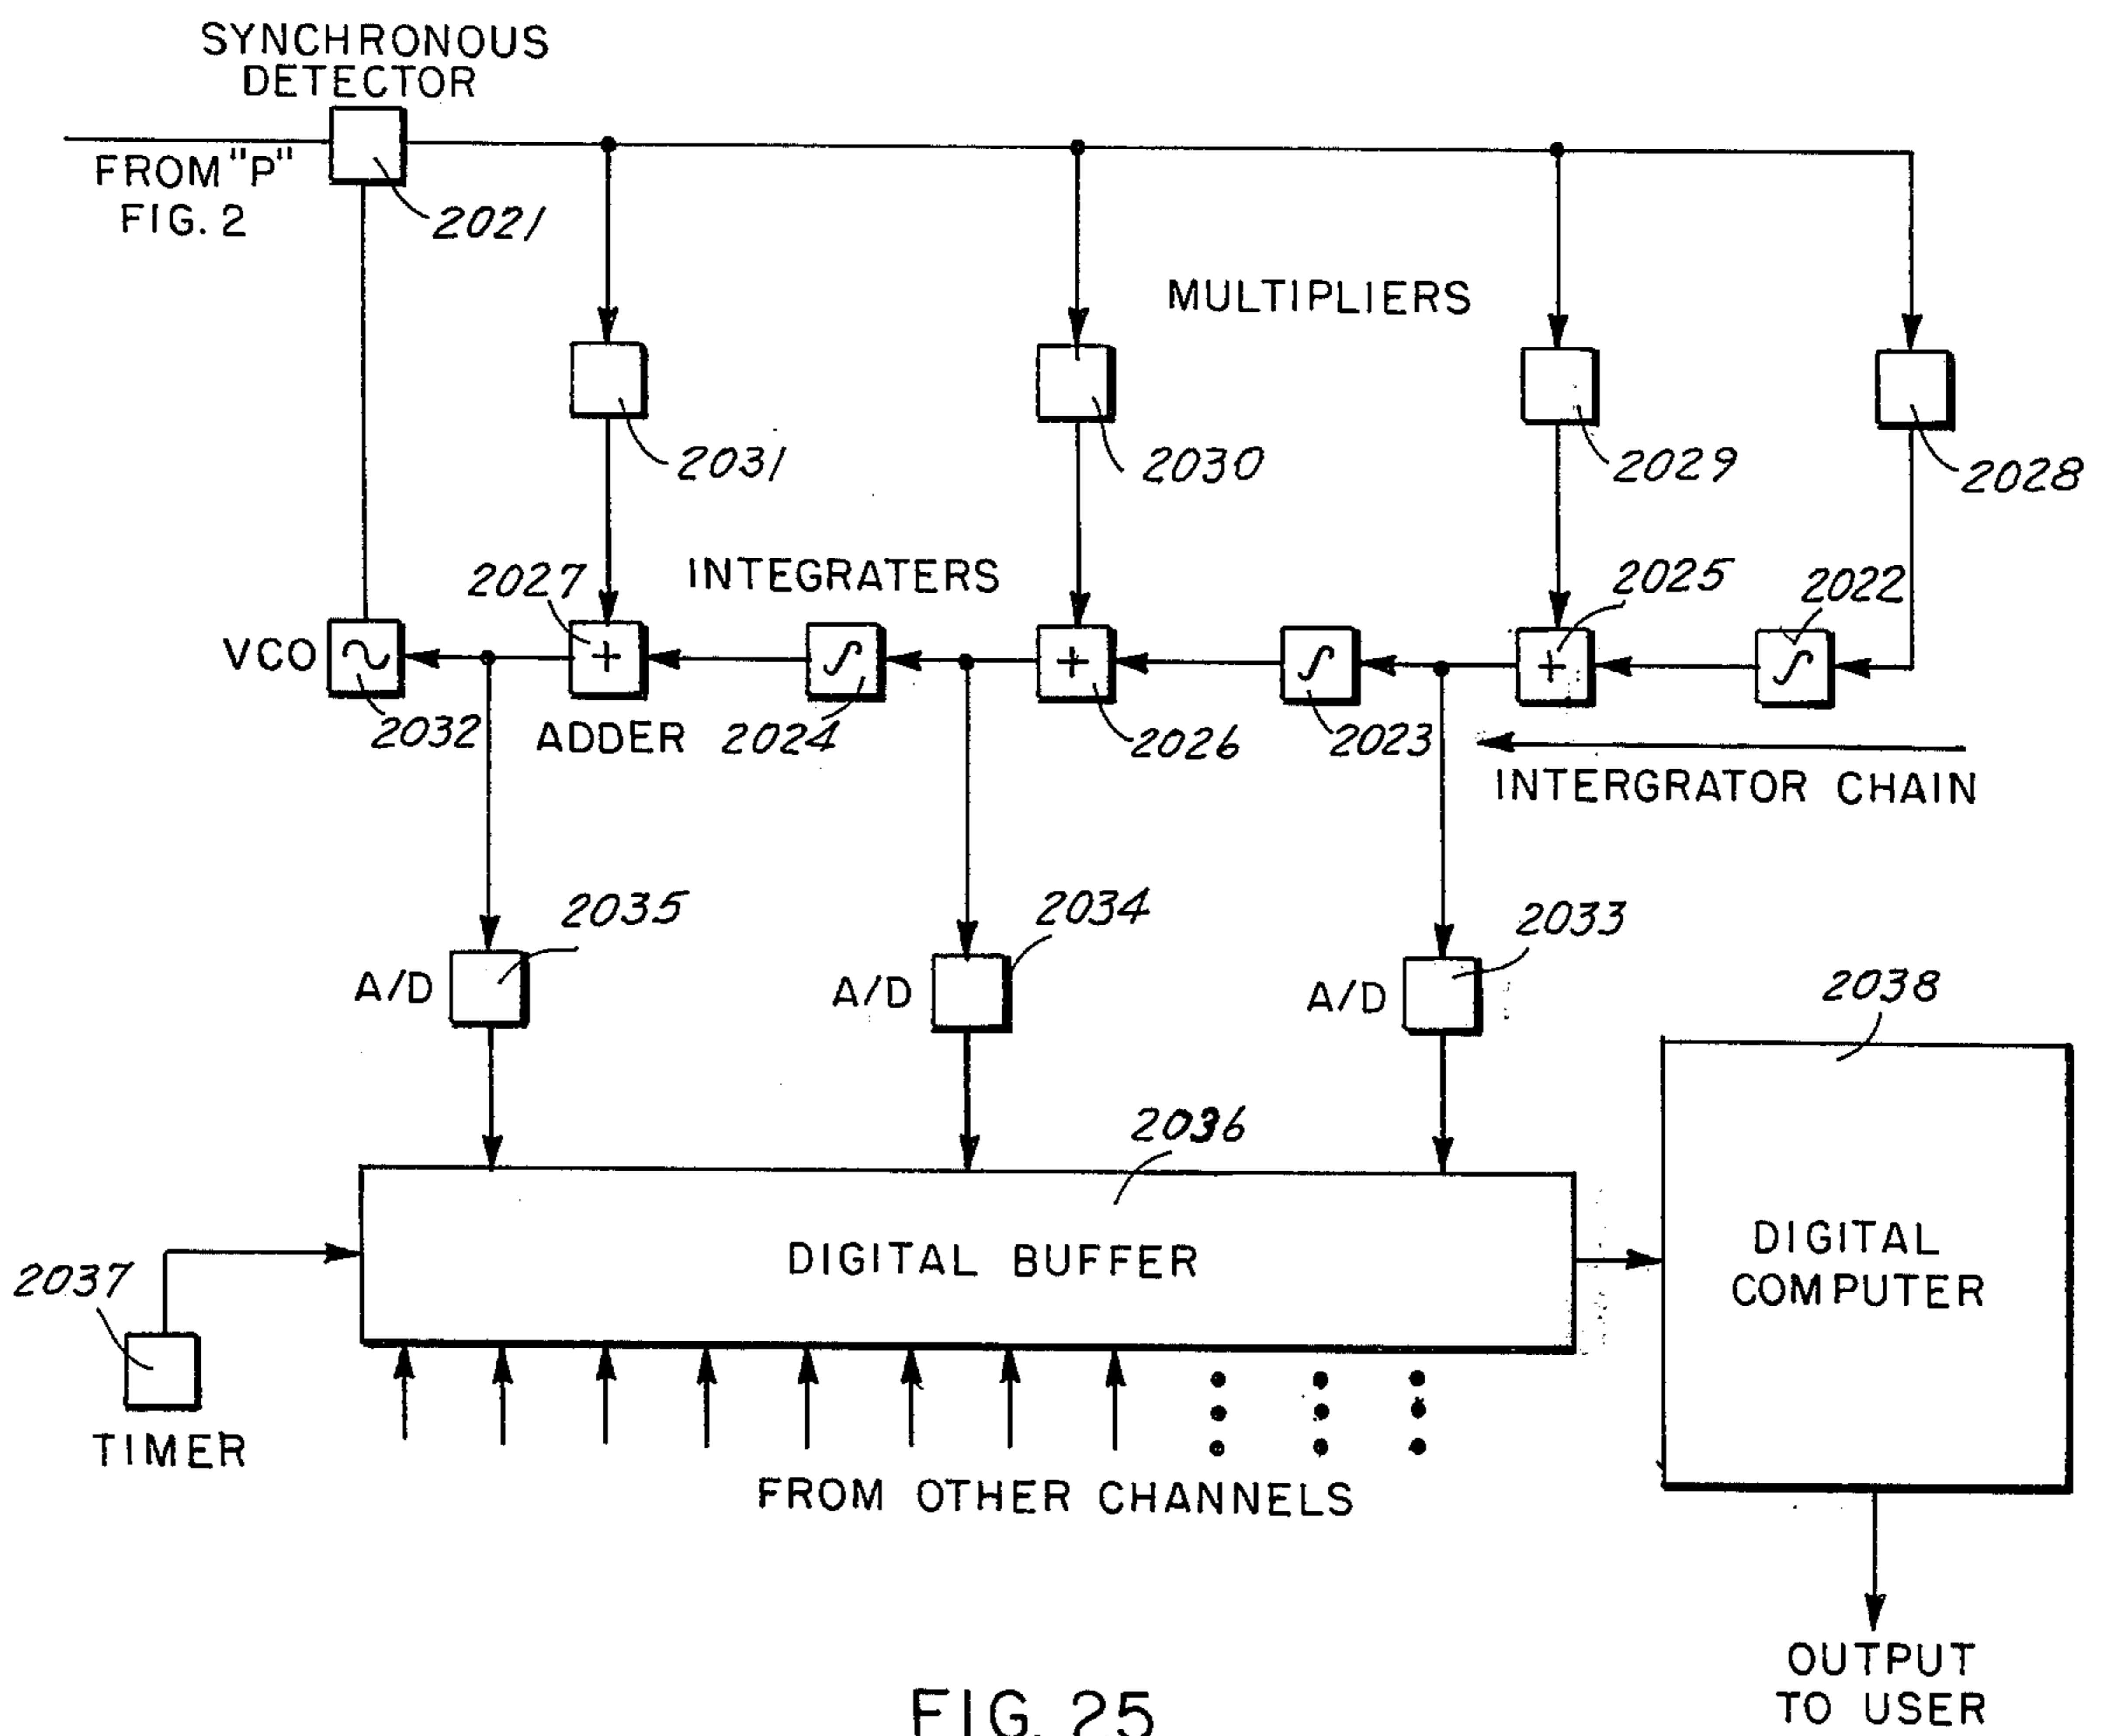 SYNCHRONOUS
DETECTOR
FROM "P"
FIG. 2
2021
MULTIPLIERS
2031
2030
2029
2028
INTEGRATERS
2027
2025
2022
VCO
+
+
+
2032
ADDER
2024
2026
2023
INTERGRATOR CHAIN
2035
2034
2033
A/D
A/D
A/D
2038
2036
DIGITAL BUFFER
DIGITAL
COMPUTER
2037
TIMER
FROM OTHER CHANNELS
OUTPUT
TO USER
FIG. 25